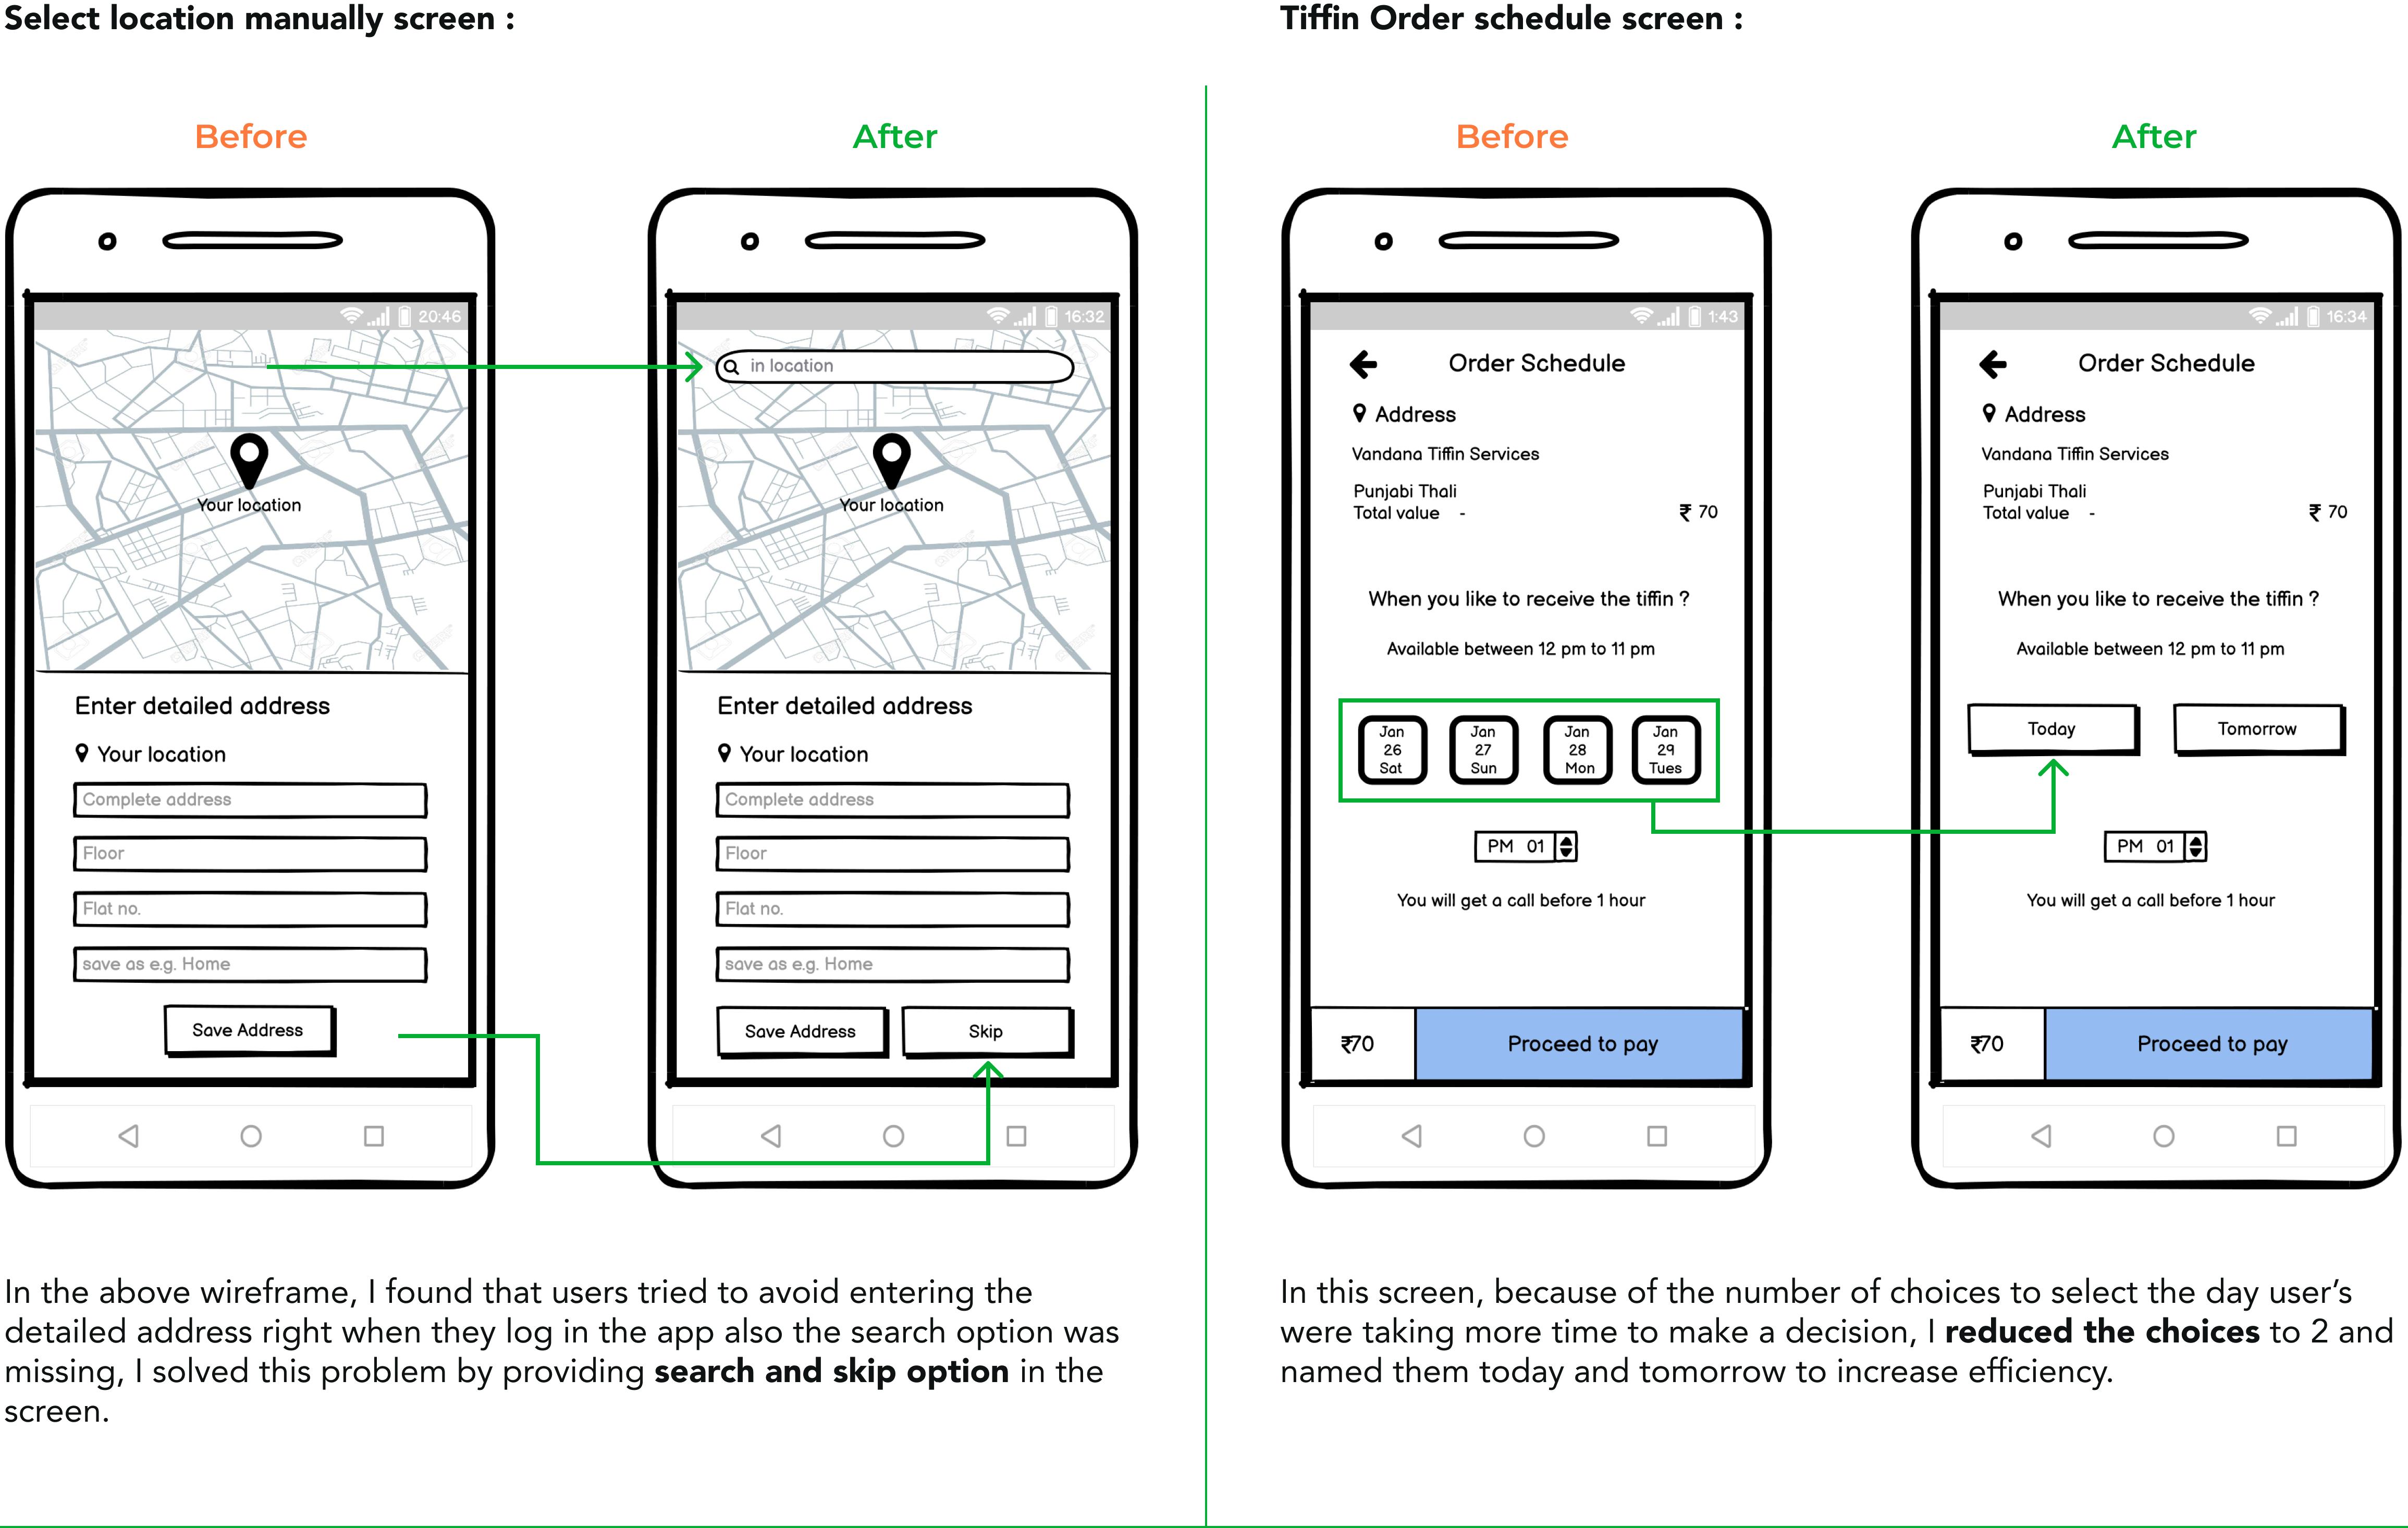 Select location manually screen :
Before
After
20:46
Your location
Enter detailed address
Your location
Complete address
Floor
Flat no.
save as e.g. Home
Save Address
16:32
in location
Your location
Enter detailed address
Your location
Complete address
Floor
Flat no.
save as e.g. Home
Save Address
Skip
In the above wireframe, I found that users tried to avoid entering the
detailed address right when they log in the app also the search option was
missing, I solved this problem by providing search and skip option in the
screen.
Tiffin Order schedule screen :
Before
After
1:43
Order Schedule
Address
Vandana Tiffin Services
Punjabi Thali
Total value - ₹ 70
When you like to receive the tiffin ?
Available between 12 pm to 11 pm
Jan
26
Sat
Jan
27
Sun
Jan
28
Mon
Jan
29
Tues
PM 01
You will get a call before 1 hour
₹70
Proceed to pay
16:34
Order Schedule
Address
Vandana Tiffin Services
Punjabi Thali
Total value - ₹ 70
When you like to receive the tiffin ?
Available between 12 pm to 11 pm
Today
Tomorrow
PM 01
You will get a call before 1 hour
₹70
Proceed to pay
In this screen, because of the number of choices to select the day user’s
were taking more time to make a decision, I reduced the choices to 2 and
named them today and tomorrow to increase efficiency.